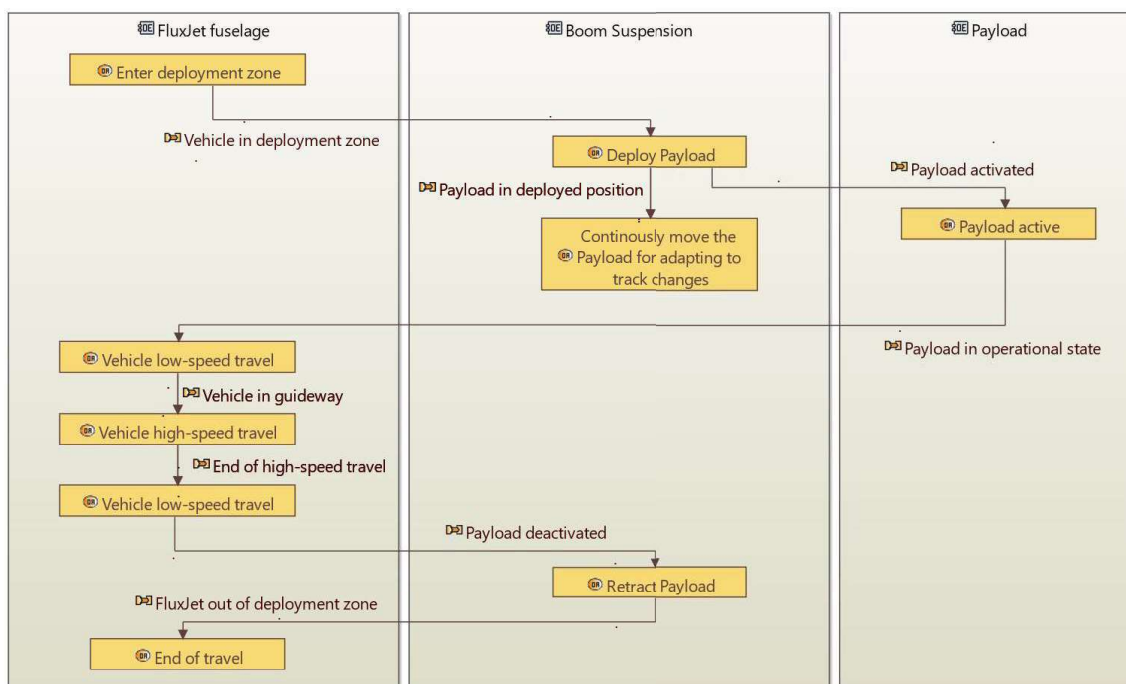 FluxJet fuselage
Boom Suspension
Payload
Enter deployment zone
Vehicle in deployment zone
Deploy Payload
Payload activated
Payload in deployed position
Payload active
Continously move the
Payload for adapting to
track changes
Payload in operational state
Vehicle low-speed travel
Vehicle in guideway
Vehicle high-speed travel
End of high-speed travel
Vehicle low-speed travel
Payload deactivated
Retract Payload
FluxJet out of deployment zone
End of travel